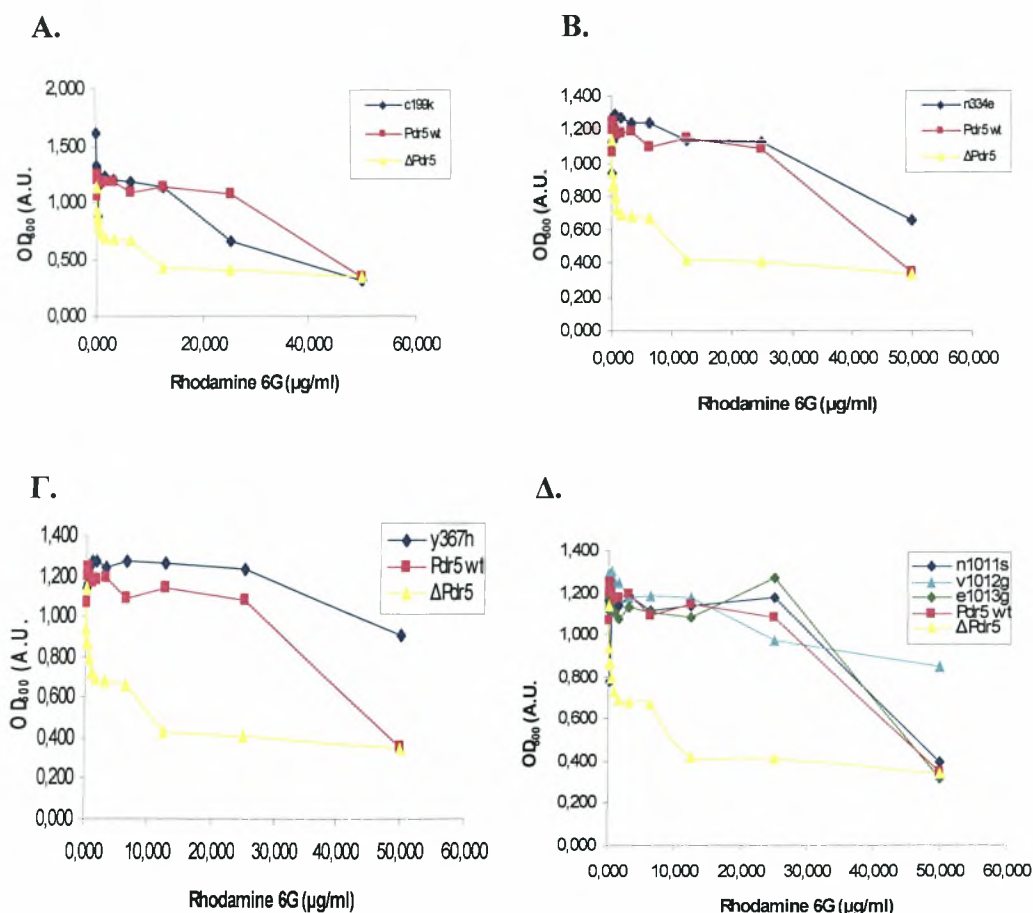 Α.
2,000
1,500
1,000
0,500
0,000
OD600 (A.U.
0,000 20,000 40,000 60,000
Rhodamine 6G (μg/ml)
c199k
Pdr5 wt
ΔPdr5
Β.
1,400
1,200
1,000
0,800
0,600
0,400
0,200
0,000
OD600 (A.U.
0,000 10,000 20,000 30,000 40,000 50,000 60,000
Rhodamine 6G (μg/ml)
n334e
Pdr5 wt
ΔPdr5
Γ.
1,400
1,200
1,000
0,800
0,600
0,400
0,200
0,000
OD600 (A.U.
0,000 10,000 20,000 30,000 40,000 50,000 60,000
Rhodamine 6G (μg/ml)
y367h
Pdr5 wt
ΔPdr5
Δ.
1,400
1,200
1,000
0,800
0,600
0,400
0,200
0,000
OD600 (A.U.
0,000 10,000 20,000 30,000 40,000 50,000 60,000
Rhodamine 6G (μg/ml)
n1011s
v1012g
e1013g
Pdr5 wt
ΔPdr5